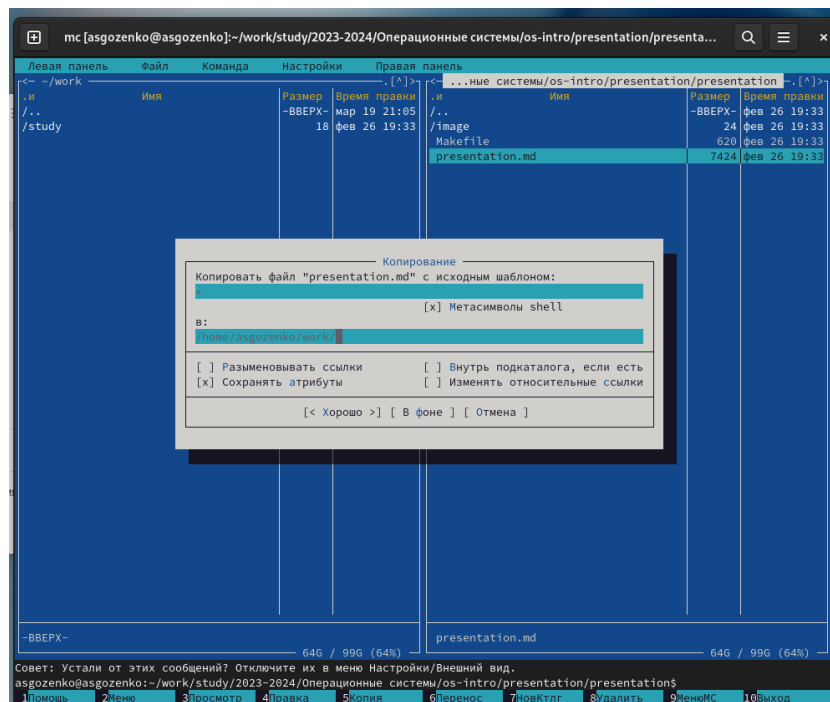 mc [asgozenko@asgozenko]:~/work/study/2023-2024/Операционные системы/os-intro/presentation/presenta...
Левая панель Файл Команда Настройки Правая панель
<— ~/work .[^]> <— ...ные системы/os-intro/presentation/presentation .[^]>
.и Имя Размер Время правки .и Имя Размер Время правки
/.. -ВВЕРХ- мар 19 21:05 /.. -ВВЕРХ- фев 26 19:33
/study 18 фев 26 19:33 /image 24 фев 26 19:33
Makefile 620 фев 26 19:33
presentation.md 7424 фев 26 19:33
Копирование
Копировать файл "presentation.md" с исходным шаблоном:
*
[x] Метасимволы shell
в:
/home/asgozenko/work/
[ ] Разыменовывать ссылки [ ] Внутрь подкаталога, если есть
[x] Сохранять атрибуты [ ] Изменять относительные ссылки
[< Хорошо >] [ В фоне ] [ Отмена ]
-ВВЕРХ- presentation.md
64G / 99G (64%) 64G / 99G (64%)
Совет: Устали от этих сообщений? Отключите их в меню Настройки/Внешний вид.
asgozenko@asgozenko:~/work/study/2023-2024/Операционные системы/os-intro/presentation/presentation$
1Помощь 2Меню 3Просмотр 4Правка 5Копия 6Перенос 7НовКтлг 8Удалить 9МенюМС 10Выход